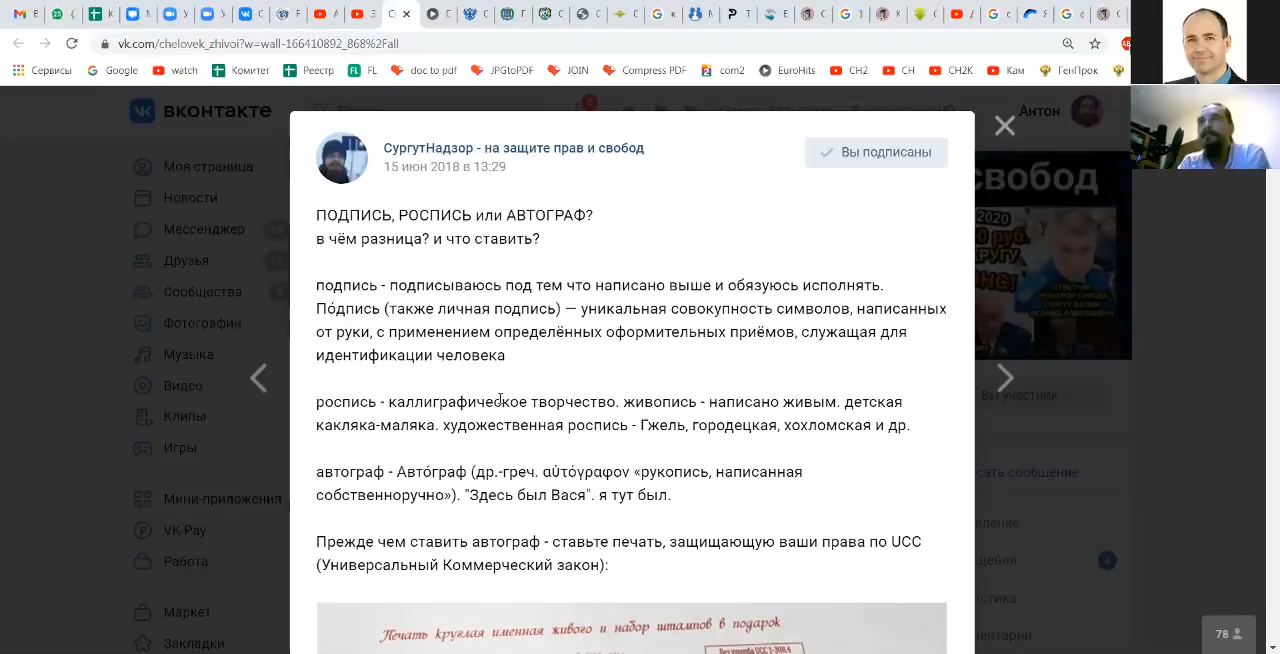 vk.com/chelovek_zhivoi?w=wall-166410892_868%2Fall
Сервисы
Google
watch
Комитет
Реестр
FL
doc to pdf
JPGtoPDF
JOIN
Compress PDF
com2
EuroHits
CH2
CH
CH2K
Кам
ГенПрок
вконтакте
Антон
Моя страница
Новости
Мессенджер
Друзья
Сообщества
Фотографии
Музыка
Видео
Клипы
Игры
Мини-приложения
VK Pay
Работа
Маркет
Закладки
СургутНадзор - на защите прав и свобод
15 июн 2018 в 13:29
Вы подписаны
ПОДПИСЬ, РОСПИСЬ или АВТОГРАФ?
в чём разница? и что ставить?
подпись - подписываюсь под тем что написано выше и обязуюсь исполнять.
По́дпись (также личная подпись) — уникальная совокупность символов, написанных
от руки, с применением определённых оформительных приёмов, служащая для
идентификации человека
роспись - каллиграфическое творчество. живопись - написано живым. детская
какляка-маляка. художественная роспись - Гжель, городецкая, хохломская и др.
автограф - Авто́граф (др.-греч. αὐτόγραφον «рукопись, написанная
собственноручно»). "Здесь был Вася". я тут был.
Прежде чем ставить автограф - ставьте печать, защищающую ваши права по UCC
(Универсальный Коммерческий закон):
Печать круглая именная живого и набор штампов в подарок
свобод
2020
Вы участник
78